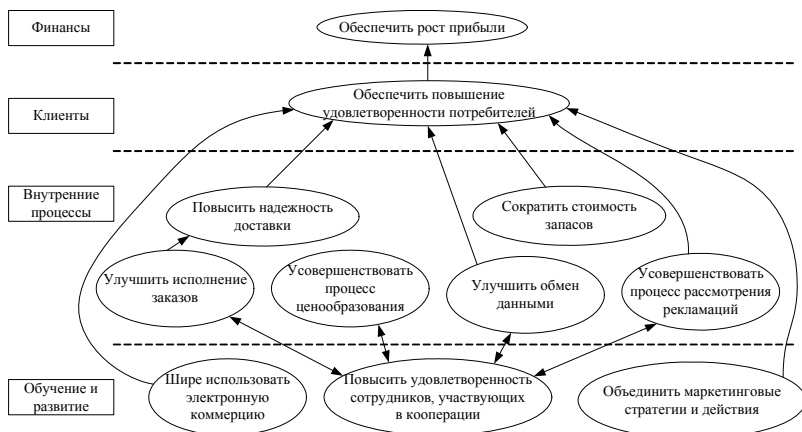 Финансы
Обеспечить рост прибыли
Клиенты
Обеспечить повышение
удовлетворенности потребителей
Внутренние
процессы
Повысить надежность
доставки
Сократить стоимость
запасов
Улучшить исполнение
заказов
Усовершенствовать
процесс
ценообразования
Улучшить обмен
данными
Усовершенствовать
процесс рассмотрения
рекламаций
Обучение и
развитие
Шире использовать
электронную
коммерцию
Повысить удовлетворенность
сотрудников, участвующих
в кооперации
Объединить маркетинговые
стратегии и действия